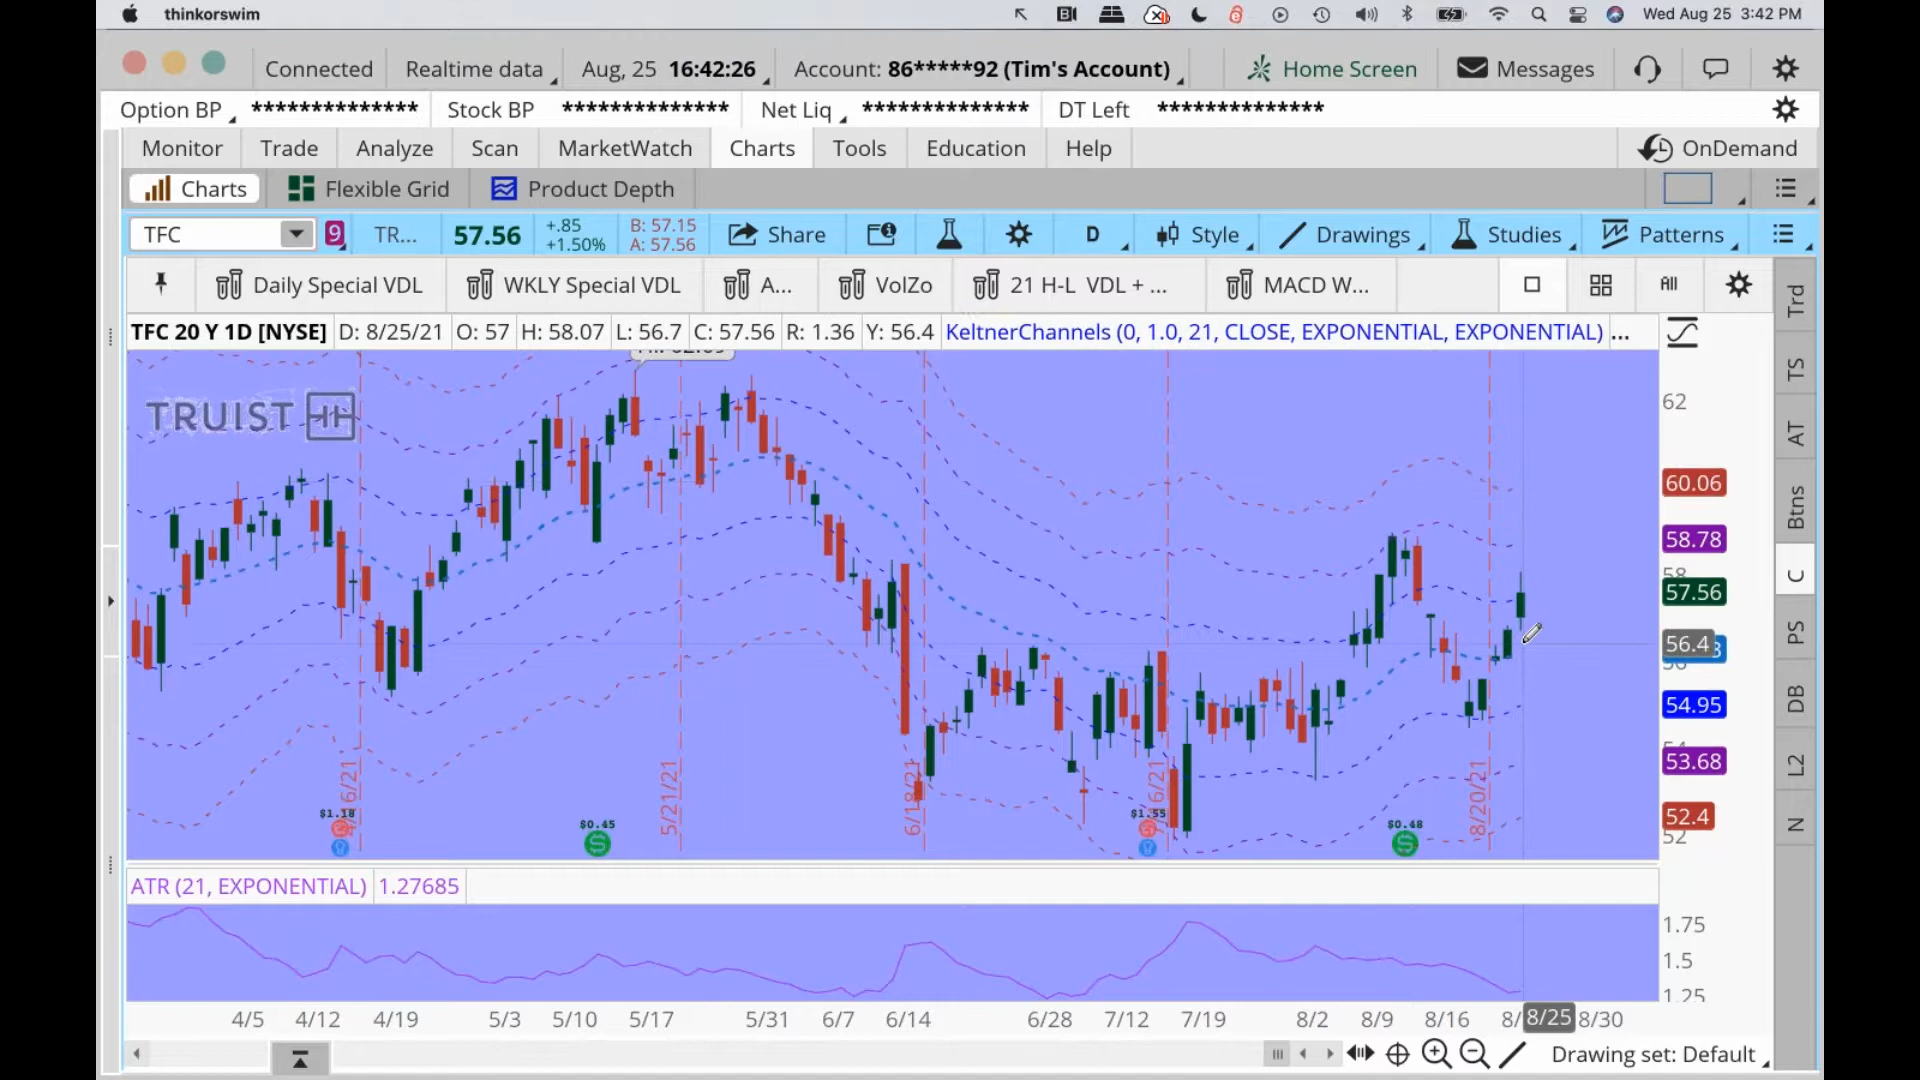 thinkorswim
Wed Aug 25 3:42 PM
Connected
Realtime data
Aug, 25 16:42:26
Account: 86*****92 (Tim's Account)
Home Screen
Messages
Option BP **************
Stock BP **************
Net Liq **************
DT Left **************
Monitor Trade Analyze Scan MarketWatch Charts Tools Education Help
OnDemand
Charts Flexible Grid Product Depth
TFC
9
TR...
57.56
+.85
+1.50%
B: 57.15
A: 57.56
Share
D
Style
Drawings
Studies
Patterns
Daily Special VDL
WKLY Special VDL
A...
VolZo
21 H-L VDL + ...
MACD W...
All
TFC 20 Y 1D [NYSE] D: 8/25/21 O: 57 H: 58.07 L: 56.7 C: 57.56 R: 1.36 Y: 56.4 KeltnerChannels (0, 1.0, 21, CLOSE, EXPONENTIAL, EXPONENTIAL) ...
TRUIST
62
60.06
58.78
58
57.56
56.4
54.95
53.68
52.4
52
5/21/21
6/18/21
8/20/21
$1.18
$0.45
$1.55
$0.48
ATR (21, EXPONENTIAL) 1.27685
1.75
1.5
1.25
4/5 4/12 4/19 5/3 5/10 5/17 5/31 6/7 6/14 6/28 7/12 7/19 8/2 8/9 8/16 8/25 8/30
Drawing set: Default
Trd
TS
AT
Btns
C
PS
DB
L2
N